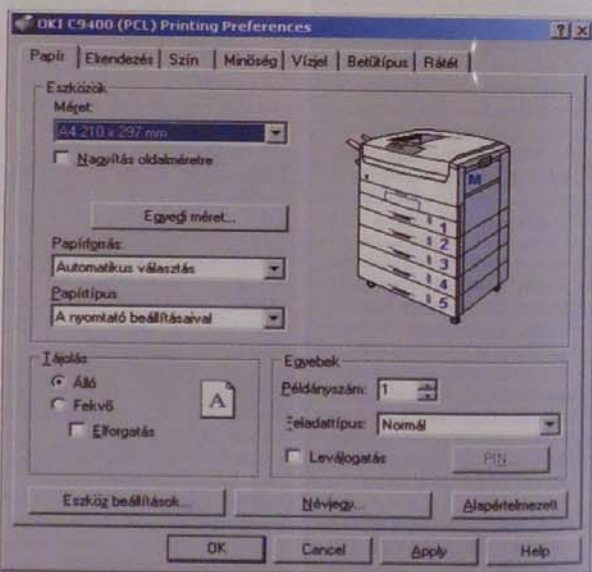 OKI C9400 (PCL) Printing Preferences
Papír Elrendezés Szín Minőség Vízjel Betűtípus Rátét
Eszközök
Méret:
A4 210 x 297 mm
Nagyítás oldalméretre
Egyedi méret...
Papírforrás:
Automatikus választás
Papírtípus
A nyomtató beállításaival
M
1
2
3
4
5
Tájolás
Álló
Fekvő
Elforgatás
A
Egyebek
Példányszám: 1
Feladattípus: Normál
Leválogatás PIN
Eszköz beállítások... Névjegy... Alapértelmezett
OK Cancel Apply Help